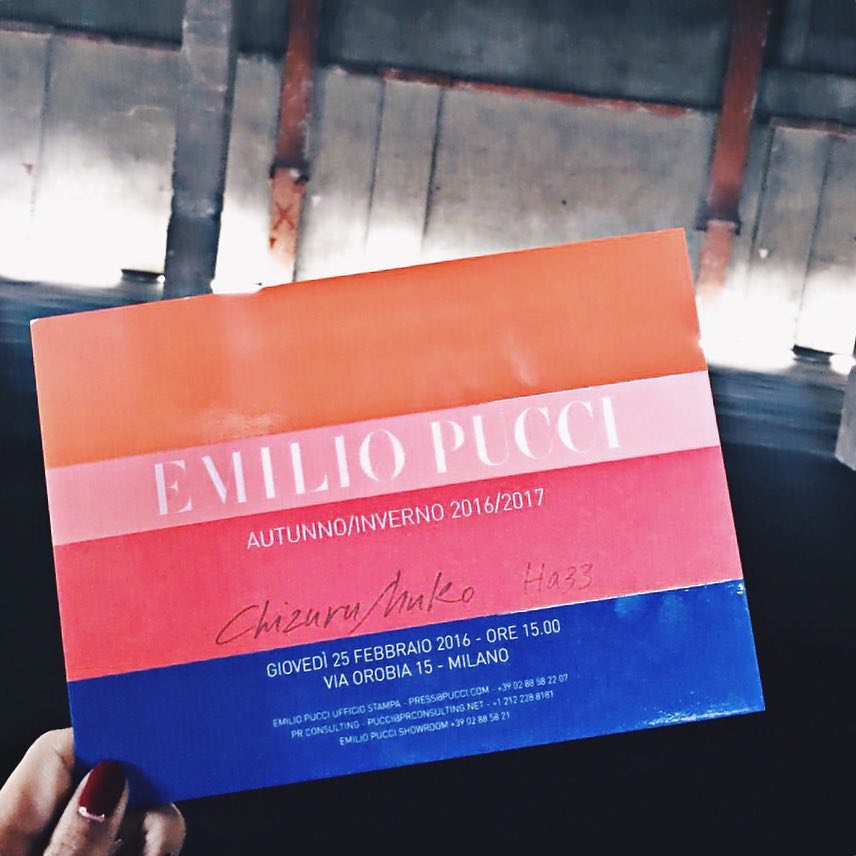 EMILIO PUCCI
AUTUNNO/INVERNO 2016/2017
Chizuru Muko Ha33
GIOVEDÌ 25 FEBBRAIO 2016 - ORE 15.00
VIA OROBIA 15 - MILANO
EMILIO PUCCI UFFICIO STAMPA - PRESS@PUCCI.COM - +39 02 88 58 22 07
PR CONSULTING - PUCCI@PRCONSULTING.NET - +1 212 228 8181
EMILIO PUCCI SHOWROOM +39 02 88 58 21